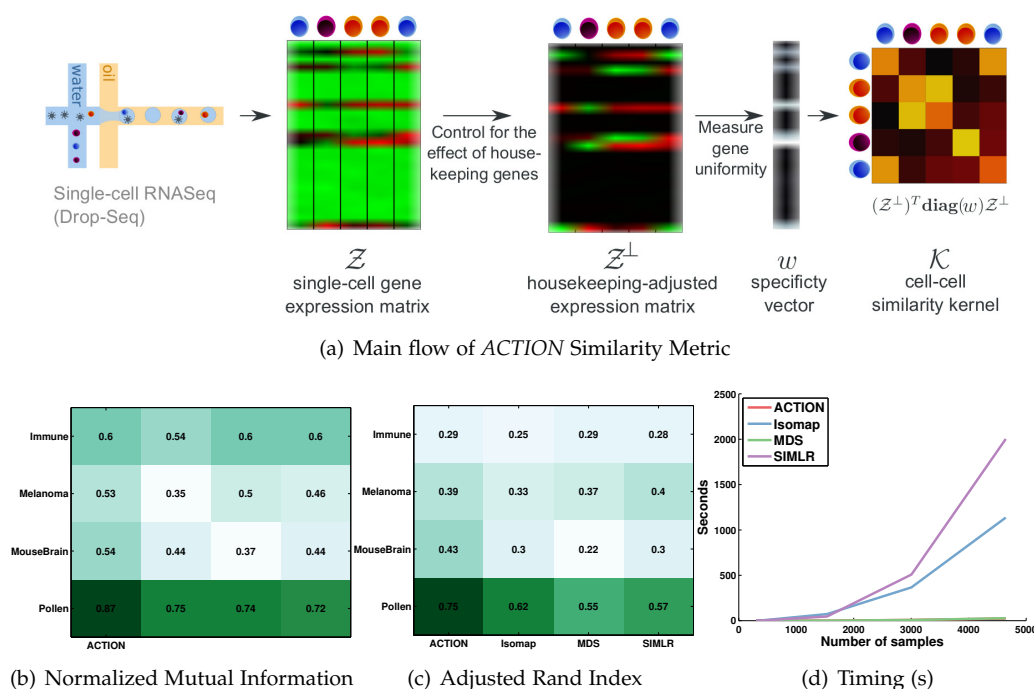 water
oil
Single-cell RNASeq
(Drop-Seq)
Control for the
effect of house-
keeping genes
Measure
gene
uniformity
𝒵
single-cell gene
expression matrix
𝒵⊥
housekeeping-adjusted
expression matrix
w
specificty
vector
(𝒵⊥)ᵀ diag(w)𝒵⊥
𝒦
cell-cell
similarity kernel
(a) Main flow of ACTION Similarity Metric
Immune 0.6 0.54 0.6 0.6
Melanoma 0.53 0.35 0.5 0.46
MouseBrain 0.54 0.44 0.37 0.44
Pollen 0.87 0.75 0.74 0.72
ACTION
(b) Normalized Mutual Information
Immune 0.29 0.25 0.29 0.28
Melanoma 0.39 0.33 0.37 0.4
MouseBrain 0.43 0.3 0.22 0.3
Pollen 0.75 0.62 0.55 0.57
ACTION Isomap MDS SIMLR
(c) Adjusted Rand Index
2500
2000
1500
1000
500
0
Seconds
ACTION
Isomap
MDS
SIMLR
0 1000 2000 3000 4000 5000
Number of samples
(d) Timing (s)